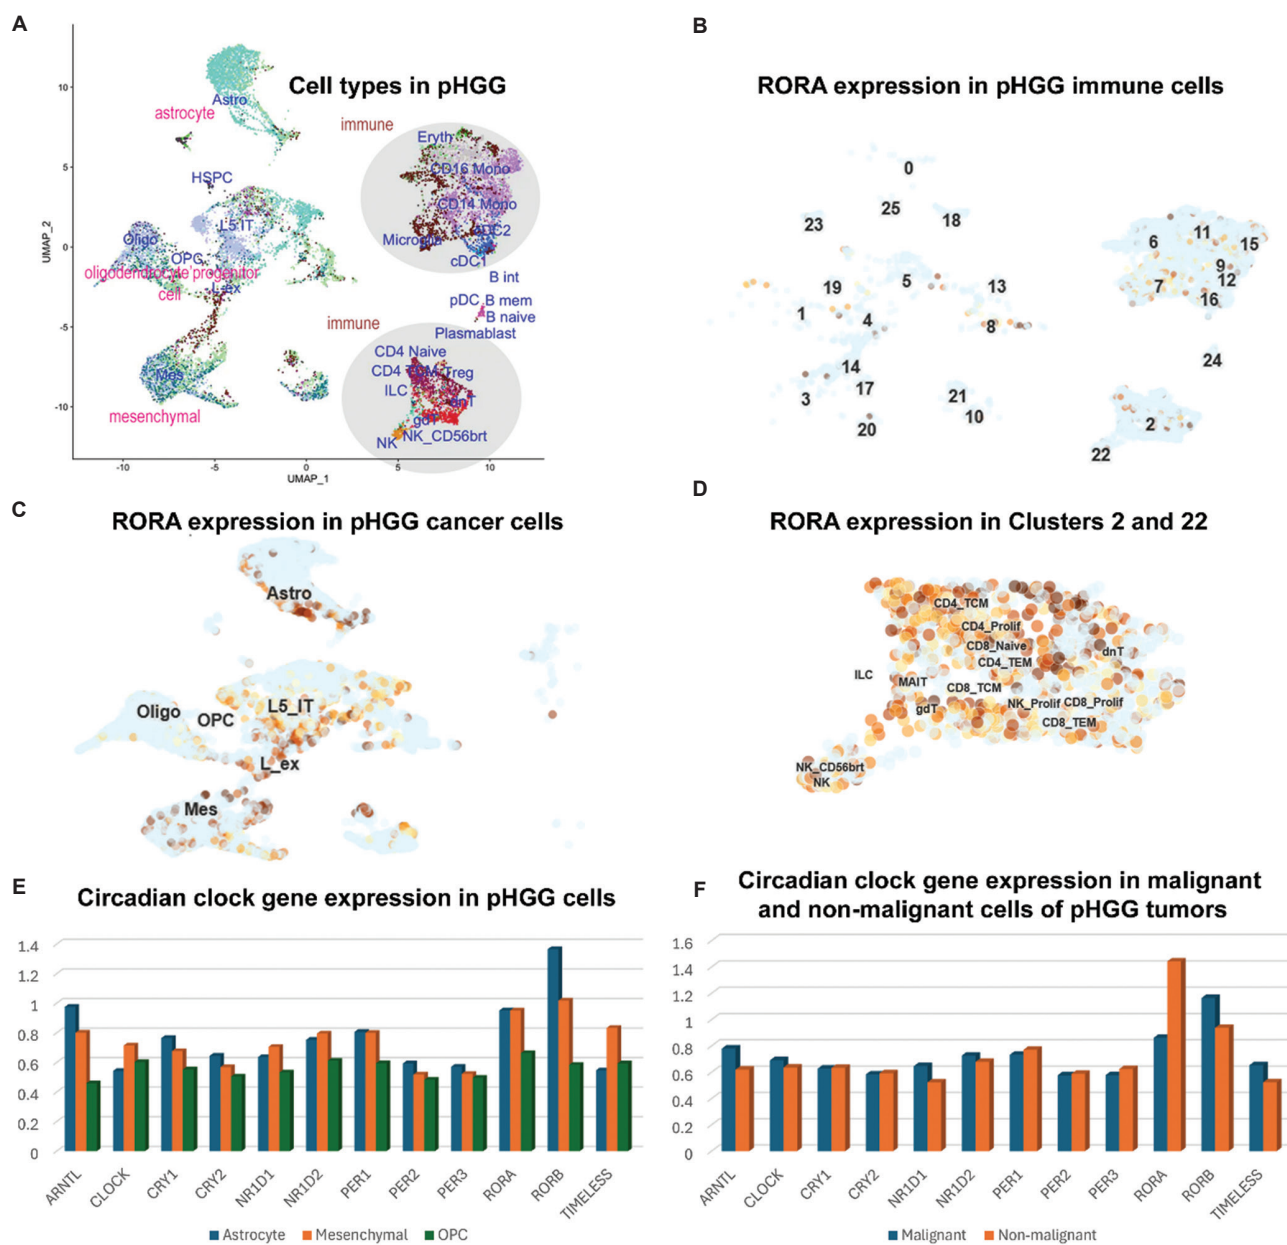 A
Cell types in pHGG
10
5
0
-5
-10
UMAP_2
-10
-5
0
5
10
UMAP_1
Astro
astrocyte
immune
Eryth
CD16 Mono
HSPC
CD14 Mono
L5 IT
Oligo
OPC
oligodendrocyte progenitor
cell
L_ex
cDC1
B int
pDC
B mem
B naive
immune
Plasmablast
CD4 Naive
Treg
ILC
dnT
Mes
gdT
mesenchymal
NK
NK_CD56brt
B
RORA expression in pHGG immune cells
0
25
18
23
6
11
15
5
9
19
13
7
12
16
1
4
8
14
24
17
3
21
10
2
20
22
C
RORA expression in pHGG cancer cells
Astro
L5_IT
Oligo
OPC
L_ex
Mes
D
RORA expression in Clusters 2 and 22
CD4_TCM
CD4_Prolif
CD8_Naive
dnT
CD4_TEM
ILC
MAIT
CD8_TCM
gdT
NK_Prolif
CD8_Prolif
CD8_TEM
NK_CD56brt
NK
E
Circadian clock gene expression in pHGG cells
1.4
1.2
1
0.8
0.6
0.4
0.2
0
ARNTL
CLOCK
CRY1
CRY2
NR1D1
NR1D2
PER1
PER2
PER3
RORA
RORB
TIMELESS
Astrocyte
Mesenchymal
OPC
F
Circadian clock gene expression in malignant
and non-malignant cells of pHGG tumors
1.6
1.4
1.2
1
0.8
0.6
0.4
0.2
0
ARNTL
CLOCK
CRY1
CRY2
NR1D1
NR1D2
PER1
PER2
PER3
RORA
RORB
TIMELESS
Malignant
Non-malignant